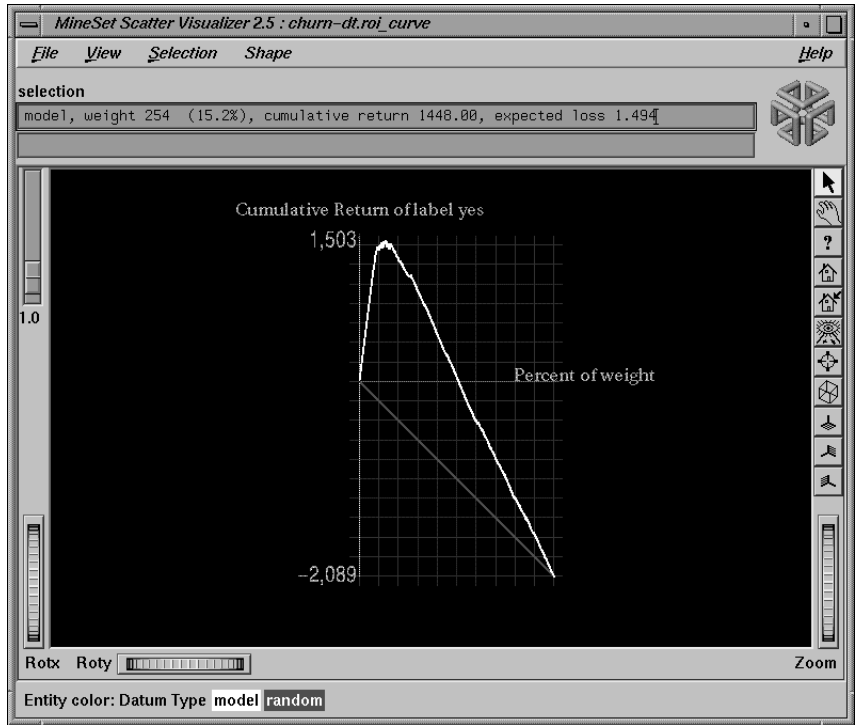 MineSet Scatter Visualizer 2.5 : churn-dt.roi_curve
File View Selection Shape Help
selection
model, weight 254 (15.2%), cumulative return 1448.00, expected loss 1.494
Cumulative Return of label yes
1,503
?
1.0
Percent of weight
-2,089
Rotx Roty Zoom
Entity color: Datum Type model random